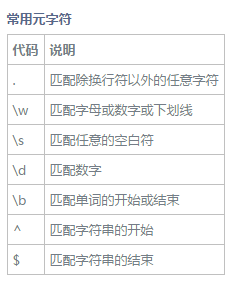 常用元字符
代码 说明
. 匹配除换行符以外的任意字符
\w 匹配字母或数字或下划线
\s 匹配任意的空白符
\d 匹配数字
\b 匹配单词的开始或结束
^ 匹配字符串的开始
$ 匹配字符串的结束